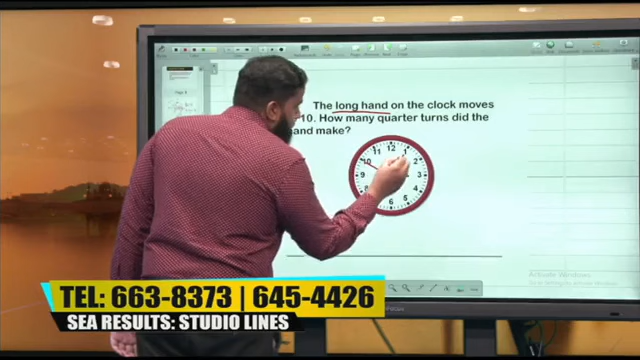 The long hand on the clock moves
10. How many quarter turns did the
and make?
12
11
1
10
2
9
3
8
4
5
6
Activate Windows
TEL: 663-8373 | 645-4426
SEA RESULTS: STUDIO LINES